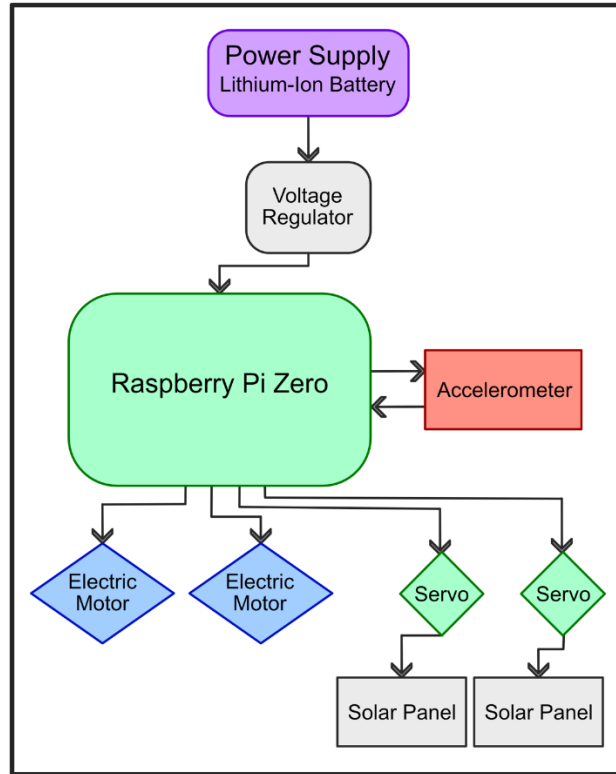 Power Supply
Lithium-Ion Battery
Voltage
Regulator
Raspberry Pi Zero
Accelerometer
Electric
Motor
Electric
Motor
Servo
Servo
Solar Panel
Solar Panel